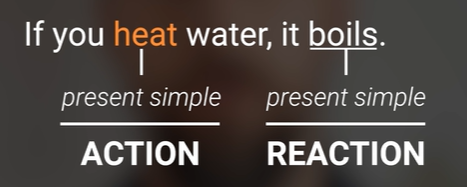 If you heat water, it boils.
present simple present simple
ACTION REACTION